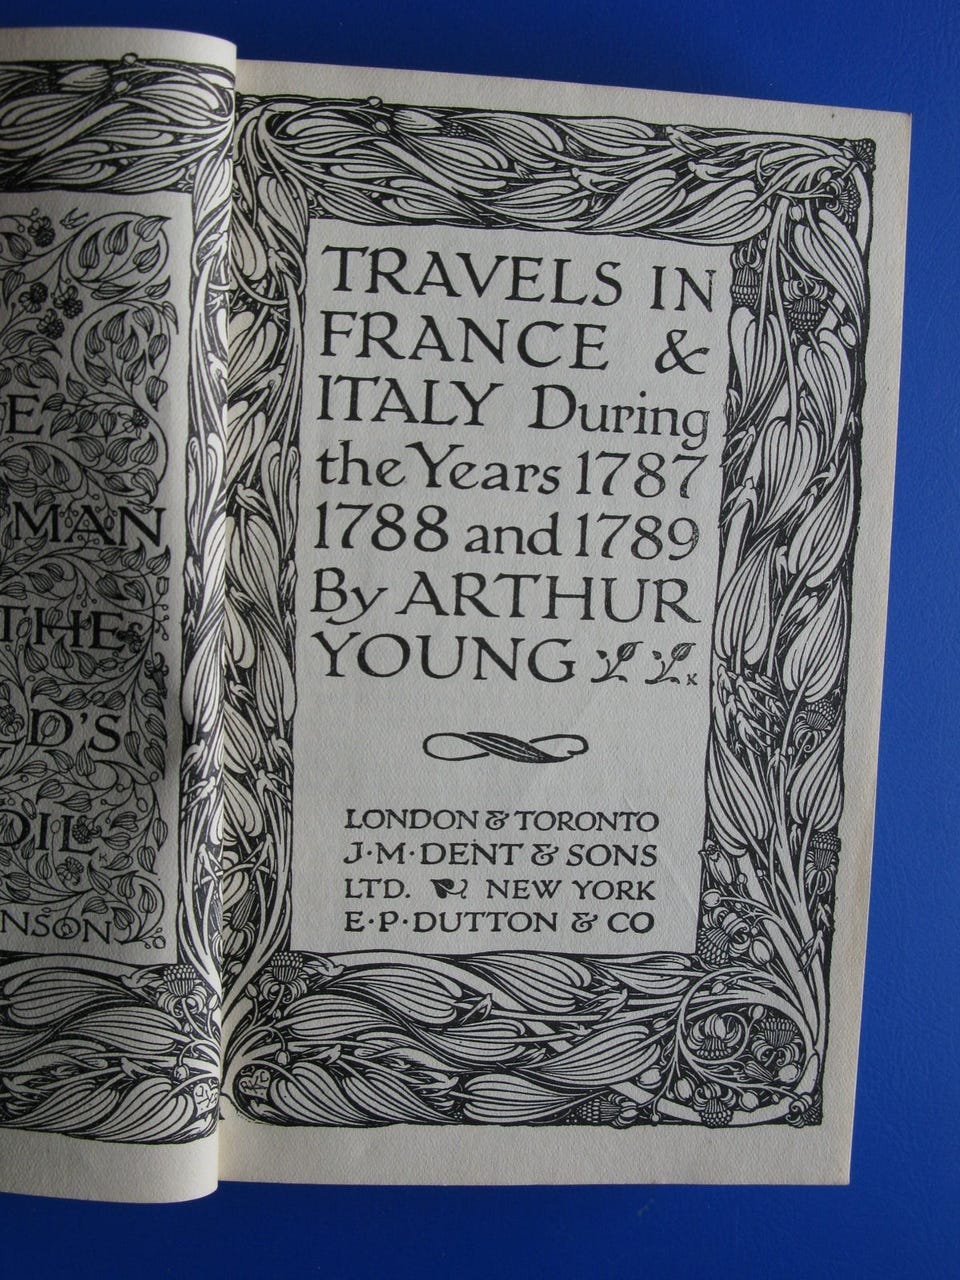 E
MAN
THE
D'S
OIL
NSON
TRAVELS IN
FRANCE &
ITALY During
the Years 1787
1788 and 1789
By ARTHUR
YOUNG
K
LONDON & TORONTO
J·M·DENT & SONS
LTD. NEW YORK
E·P·DUTTON & CO